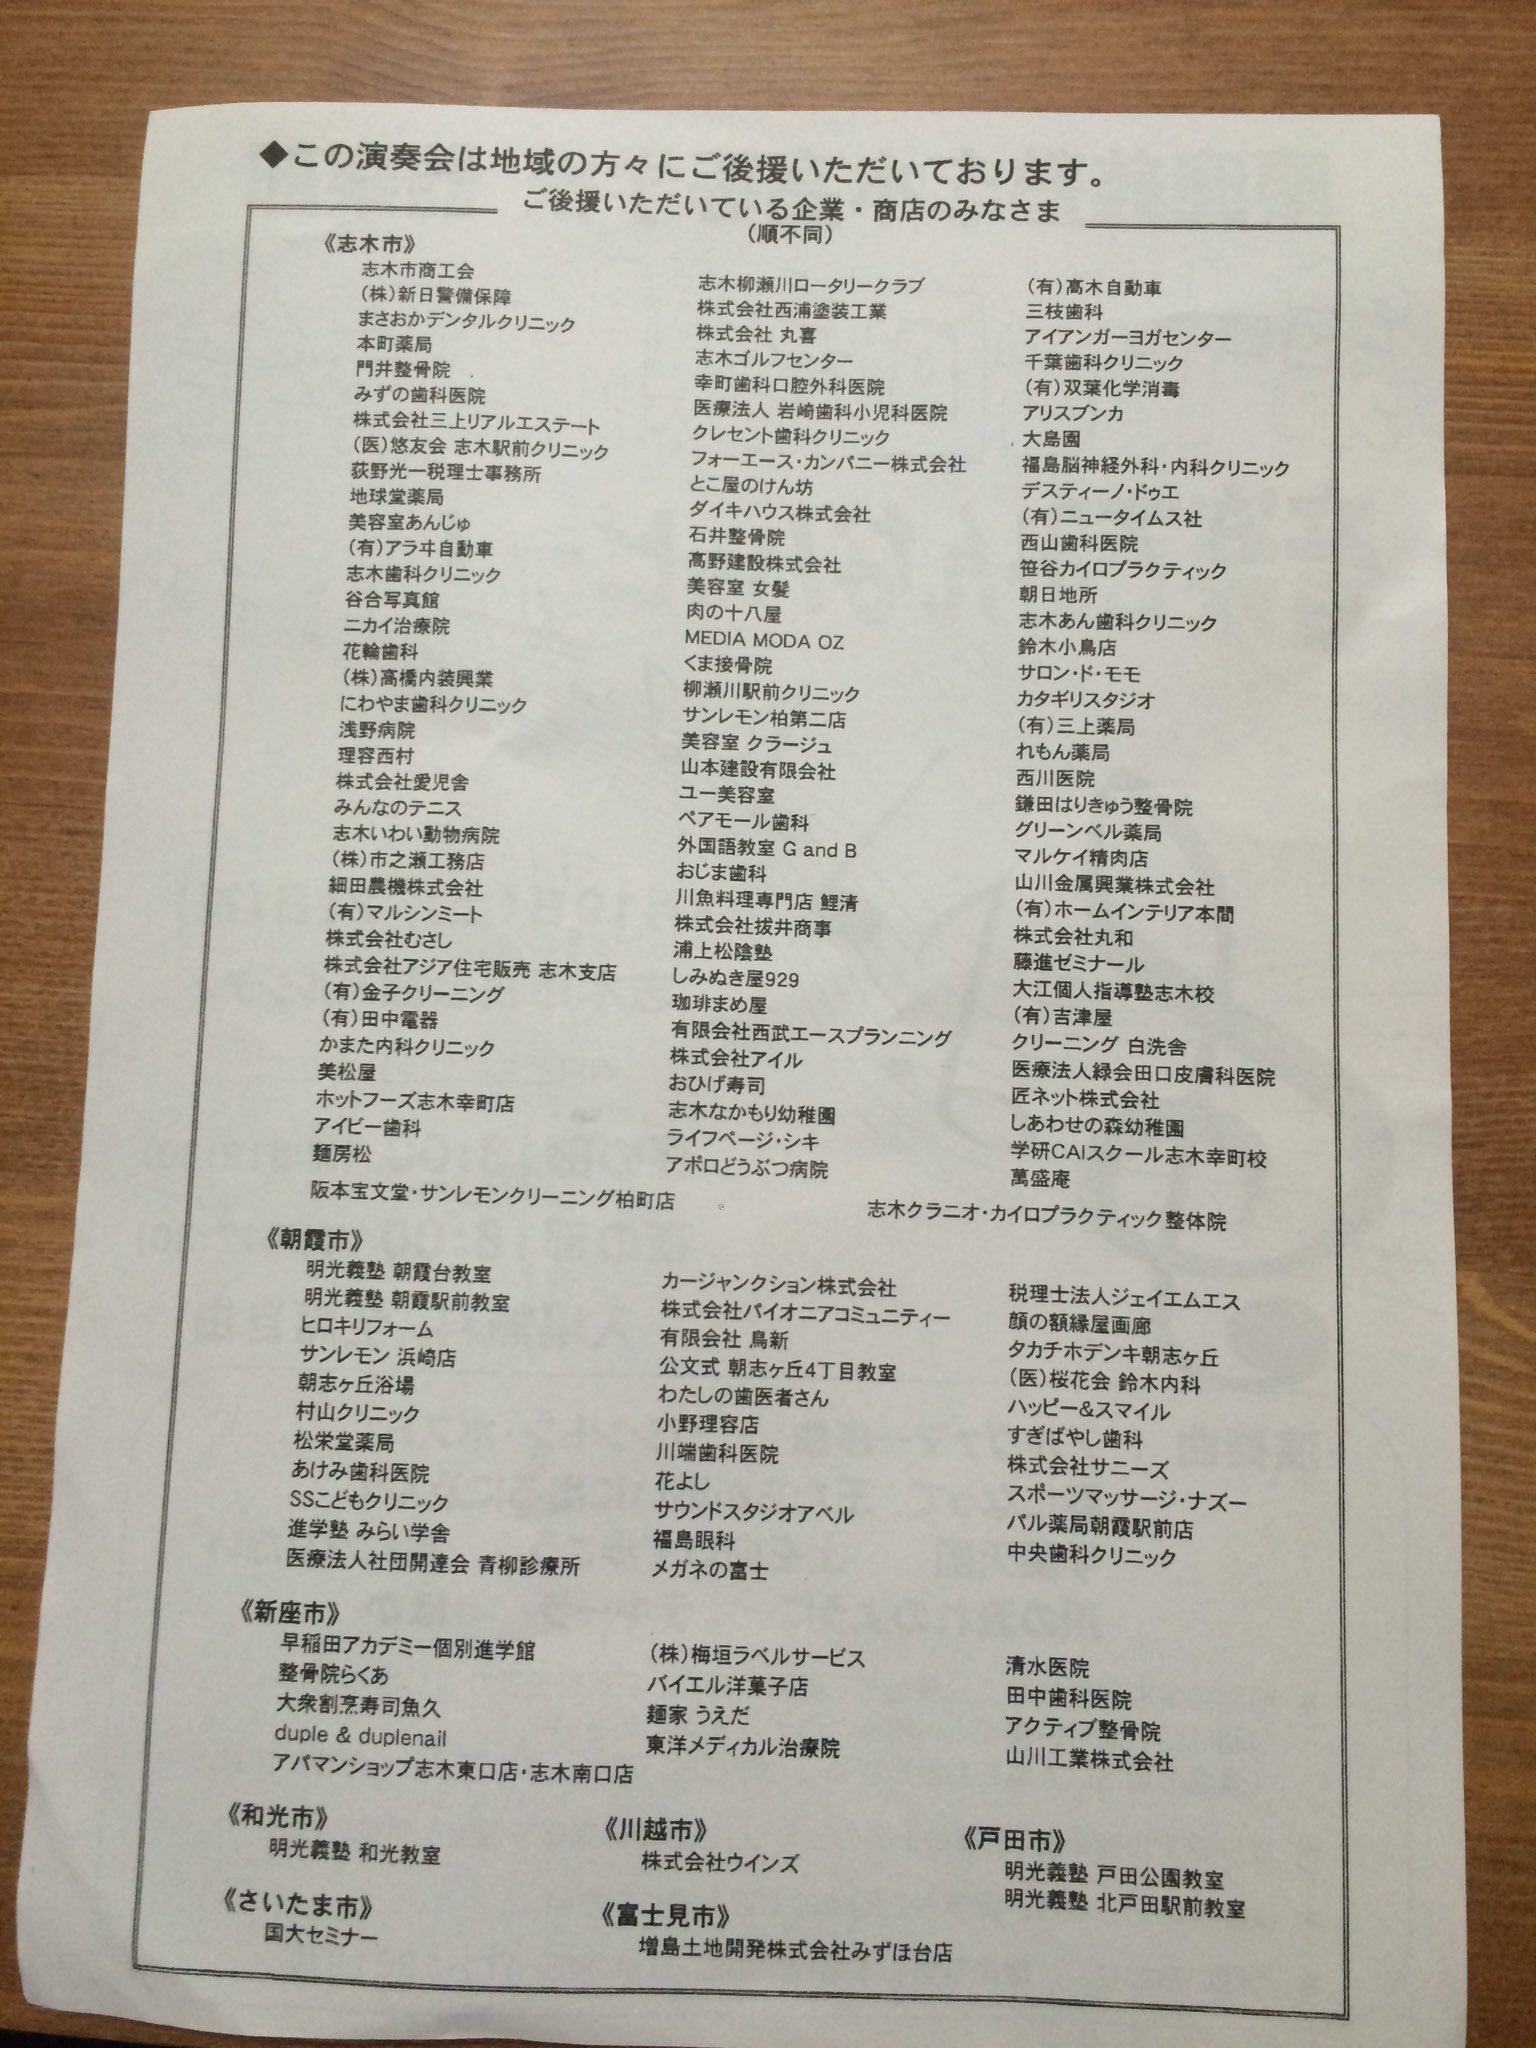 ◆この演奏会は地域の方々にご後援いただいております。
ご後援いただいている企業・商店のみなさま
(順不同)
《志木市》
志木市商工会
(株)新日警備保障
まさおかデンタルクリニック
本町薬局
門井整骨院
みずの歯科医院
株式会社三上リアルエステート
(医)悠友会 志木駅前クリニック
荻野光一税理士事務所
地球堂薬局
美容室あんじゅ
(有)アラヰ自動車
志木歯科クリニック
谷合写真館
ニカイ治療院
花輪歯科
(株)高橋内装興業
にわやま歯科クリニック
浅野病院
理容西村
株式会社愛児舎
みんなのテニス
志木いわい動物病院
(株)市之瀬工務店
細田農機株式会社
(有)マルシンミート
株式会社むさし
株式会社アジア住宅販売 志木支店
(有)金子クリーニング
(有)田中電器
かまた内科クリニック
美松屋
ホットフーズ志木幸町店
アイビー歯科
麺房松
阪本宝文堂・サンレモンクリーニング柏町店
志木柳瀬川ロータリークラブ
株式会社西浦塗装工業
株式会社 丸喜
志木ゴルフセンター
幸町歯科口腔外科医院
医療法人 岩崎歯科小児科医院
クレセント歯科クリニック
フォーエース・カンパニー株式会社
とこ屋のけん坊
ダイキハウス株式会社
石井整骨院
高野建設株式会社
美容室 女髪
肉の十八屋
MEDIA MODA OZ
くま接骨院
柳瀬川駅前クリニック
サンレモン柏第二店
美容室 クラージュ
山本建設有限会社
ユー美容室
ペアモール歯科
外国語教室 G and B
おじま歯科
川魚料理専門店 鯉清
株式会社拔井商事
浦上松陰塾
しみぬき屋929
珈琲まめ屋
有限会社西武エースプランニング
株式会社アイル
おひげ寿司
志木なかもり幼稚園
ライフページ・シキ
アポロどうぶつ病院
(有)高木自動車
三枝歯科
アイアンガーヨガセンター
千葉歯科クリニック
(有)双葉化学消毒
アリスブンカ
大島園
福島脳神経外科・内科クリニック
デスティーノ・ドゥエ
(有)ニュータイムス社
西山歯科医院
笹谷カイロプラクティック
朝日地所
志木あん歯科クリニック
鈴木小鳥店
サロン・ド・モモ
カタギリスタジオ
(有)三上薬局
れもん薬局
西川医院
鎌田はりきゅう整骨院
グリーンベル薬局
マルケイ精肉店
山川金属興業株式会社
(有)ホームインテリア本間
株式会社丸和
藤進ゼミナール
大江個人指導塾志木校
(有)吉津屋
クリーニング 白洗舎
医療法人緑会田口皮膚科医院
匠ネット株式会社
しあわせの森幼稚園
学研CAIスクール志木幸町校
萬盛庵
志木クラニオ・カイロプラクティック整体院
《朝霞市》
明光義塾 朝霞台教室
明光義塾 朝霞駅前教室
ヒロキリフォーム
サンレモン 浜崎店
朝志ヶ丘浴場
村山クリニック
松栄堂薬局
あけみ歯科医院
SSこどもクリニック
進学塾 みらい学舎
医療法人社団開達会 青柳診療所
カージャンクション株式会社
株式会社パイオニアコミュニティー
有限会社 鳥新
公文式 朝志ヶ丘4丁目教室
わたしの歯医者さん
小野理容店
川端歯科医院
花よし
サウンドスタジオアベル
福島眼科
メガネの富士
税理士法人ジェイエムエス
顔の額縁屋画廊
タカチホデンキ朝志ヶ丘
(医)桜花会 鈴木内科
ハッピー&スマイル
すぎばやし歯科
株式会社サニーズ
スポーツマッサージ・ナズー
パル薬局朝霞駅前店
中央歯科クリニック
《新座市》
早稲田アカデミー個別進学館
整骨院らくあ
大衆割烹寿司魚久
duple & duplenail
アパマンショップ志木東口店・志木南口店
(株)梅垣ラベルサービス
バイエル洋菓子店
麺家 うえだ
東洋メディカル治療院
清水医院
田中歯科医院
アクティブ整骨院
山川工業株式会社
《和光市》
明光義塾 和光教室
《川越市》
株式会社ウインズ
《戸田市》
明光義塾 戸田公園教室
明光義塾 北戸田駅前教室
《さいたま市》
国大セミナー
《富士見市》
増島土地開発株式会社みずほ台店